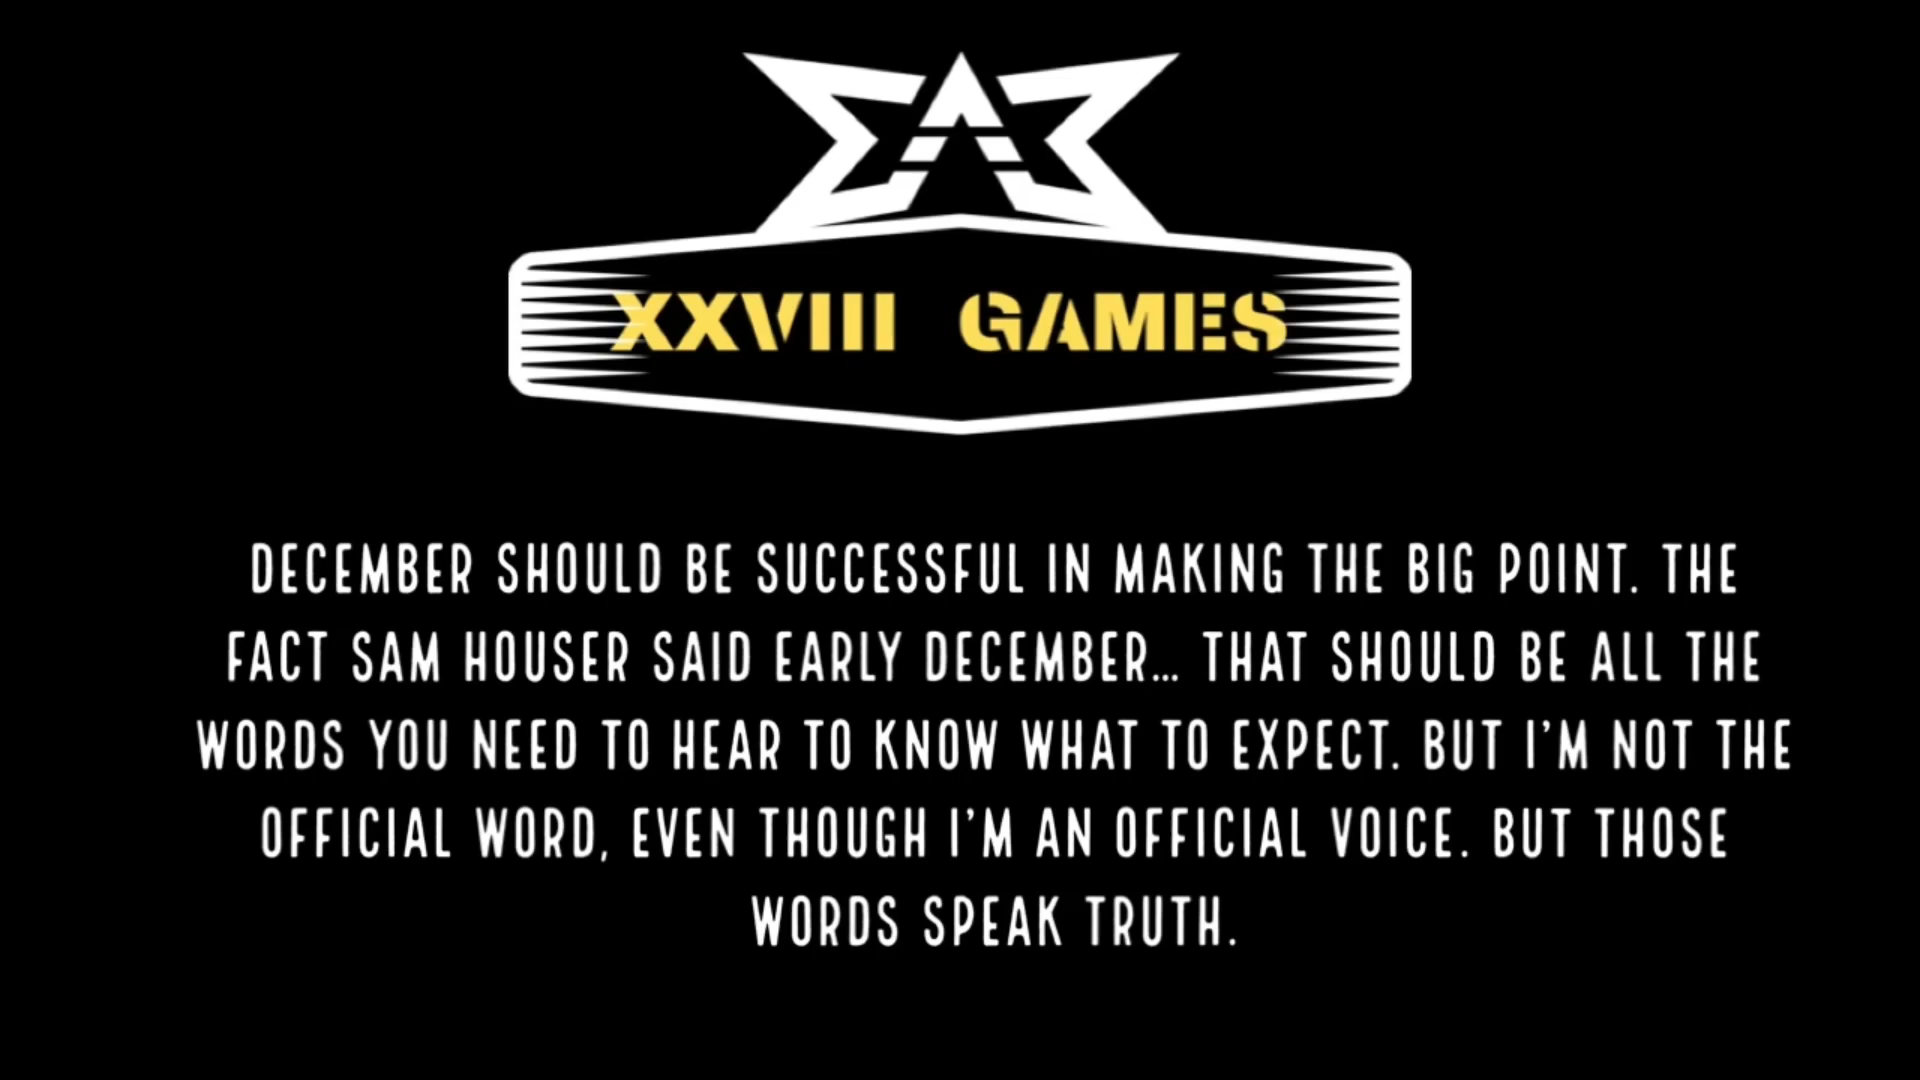 XXVIII GAMES
DECEMBER SHOULD BE SUCCESSFUL IN MAKING THE BIG POINT. THE
FACT SAM HOUSER SAID EARLY DECEMBER... THAT SHOULD BE ALL THE
WORDS YOU NEED TO HEAR TO KNOW WHAT TO EXPECT. BUT I'M NOT THE
OFFICIAL WORD, EVEN THOUGH I'M AN OFFICIAL VOICE. BUT THOSE
WORDS SPEAK TRUTH.